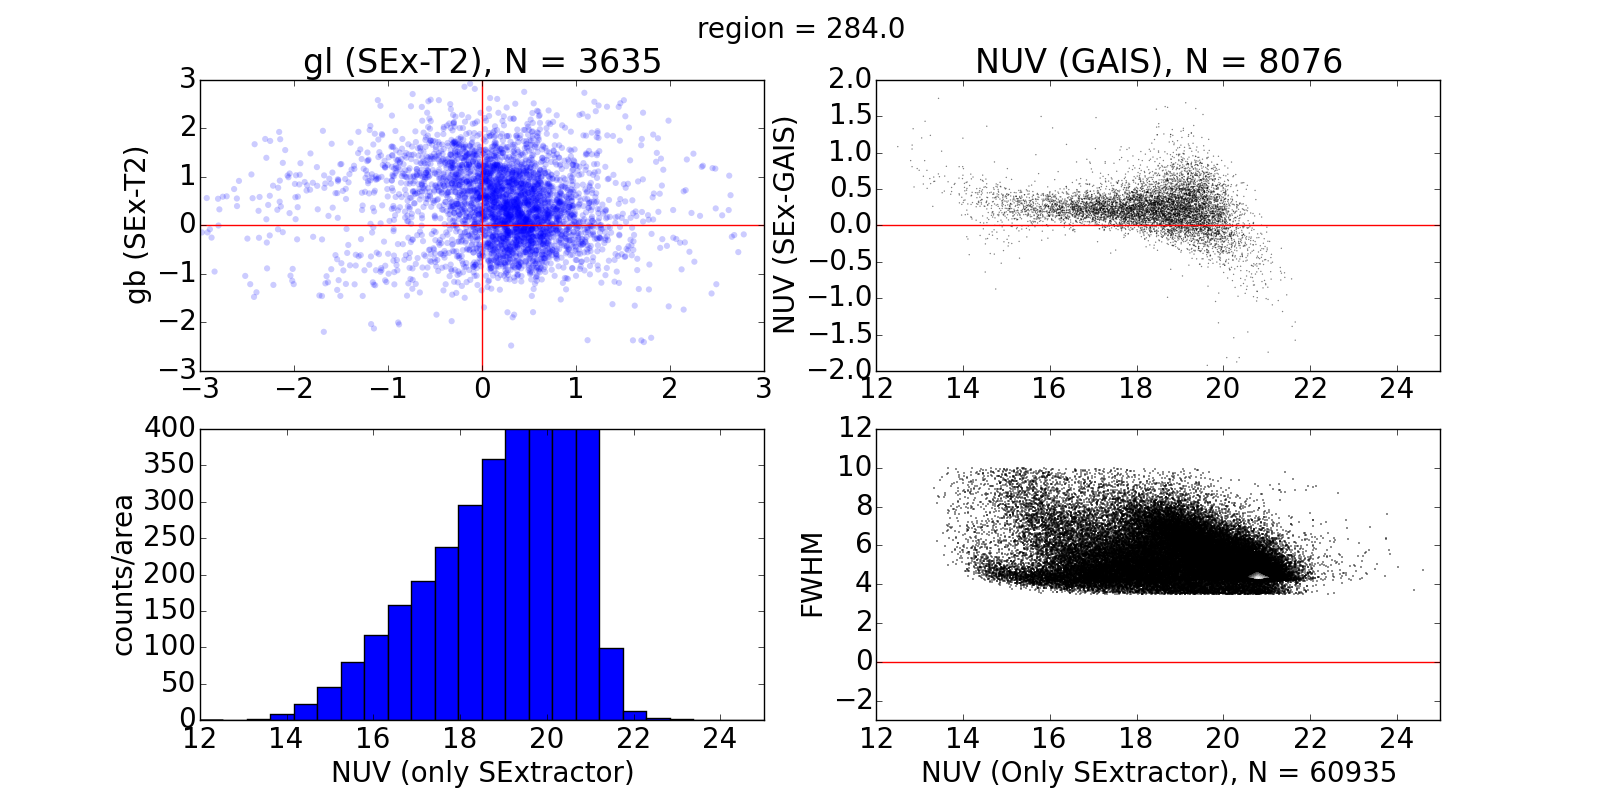 region = 284.0
gl (SEx-T2), N = 3635
NUV (GAIS), N = 8076
gb (SEx-T2)
3
2
1
0
−1
−2
−3
−3 −2 −1 0 1 2 3
NUV (SEx-GAIS)
2.0
1.5
1.0
0.5
0.0
−0.5
−1.0
−1.5
−2.0
12 14 16 18 20 22 24
counts/area
400
350
300
250
200
150
100
50
0
12 14 16 18 20 22 24
NUV (only SExtractor)
FWHM
12
10
8
6
4
2
0
−2
12 14 16 18 20 22 24
NUV (Only SExtractor), N = 60935